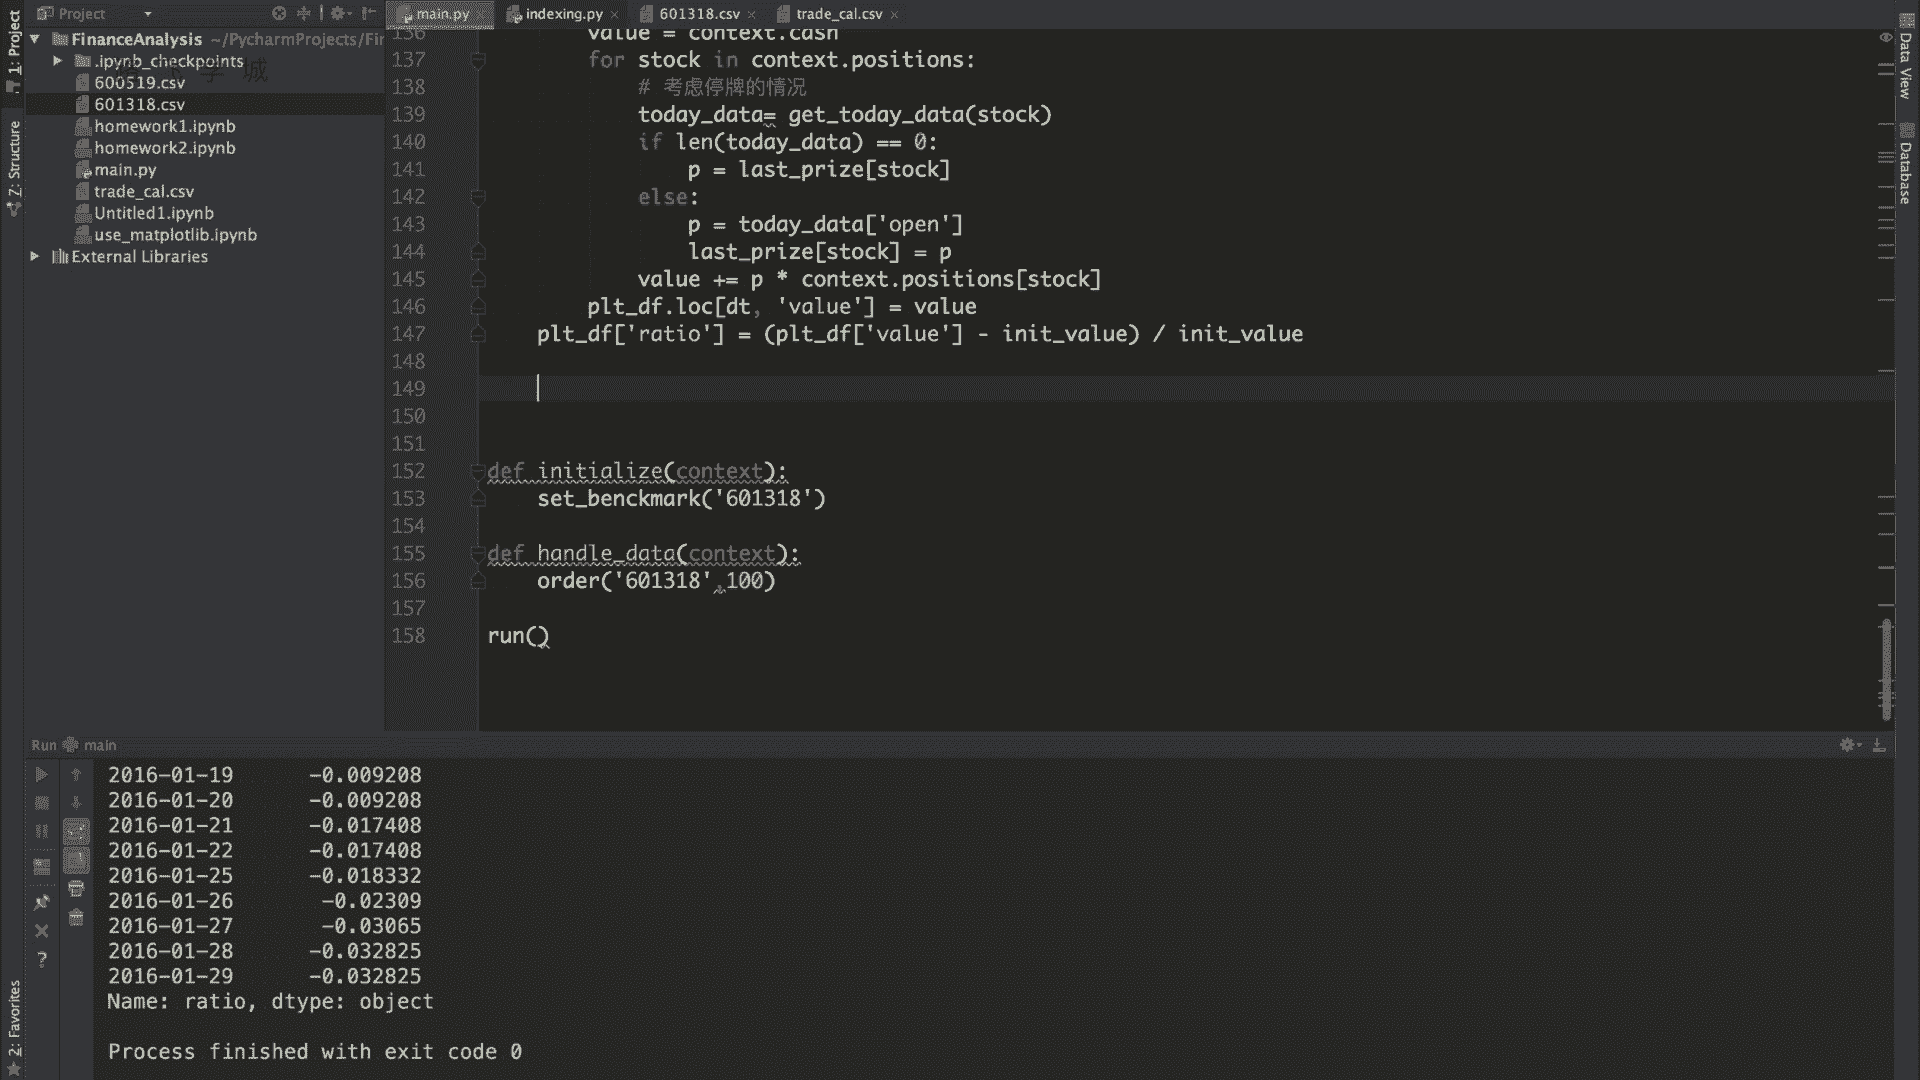 Project
main.py
indexing.py
601318.csv
trade_cal.csv
1: Project
Z: Structure
2: Favorites
Data View
Database
FinanceAnalysis ~/PycharmProjects/Fir
.ipynb_checkpoints
600519.csv
601318.csv
homework1.ipynb
homework2.ipynb
main.py
trade_cal.csv
Untitled1.ipynb
use_matplotlib.ipynb
External Libraries
136 value = context.cash
137 for stock in context.positions:
138 # 考虑停牌的情况
139 today_data= get_today_data(stock)
140 if len(today_data) == 0:
141 p = last_prize[stock]
142 else:
143 p = today_data['open']
144 last_prize[stock] = p
145 value += p * context.positions[stock]
146 plt_df.loc[dt, 'value'] = value
147 plt_df['ratio'] = (plt_df['value'] - init_value) / init_value
148
149
150
151
152 def initialize(context):
153 set_benckmark('601318')
154
155 def handle_data(context):
156 order('601318',100)
157
158 run()
Run main
2016-01-19 -0.009208
2016-01-20 -0.009208
2016-01-21 -0.017408
2016-01-22 -0.017408
2016-01-25 -0.018332
2016-01-26 -0.02309
2016-01-27 -0.03065
2016-01-28 -0.032825
2016-01-29 -0.032825
Name: ratio, dtype: object
Process finished with exit code 0